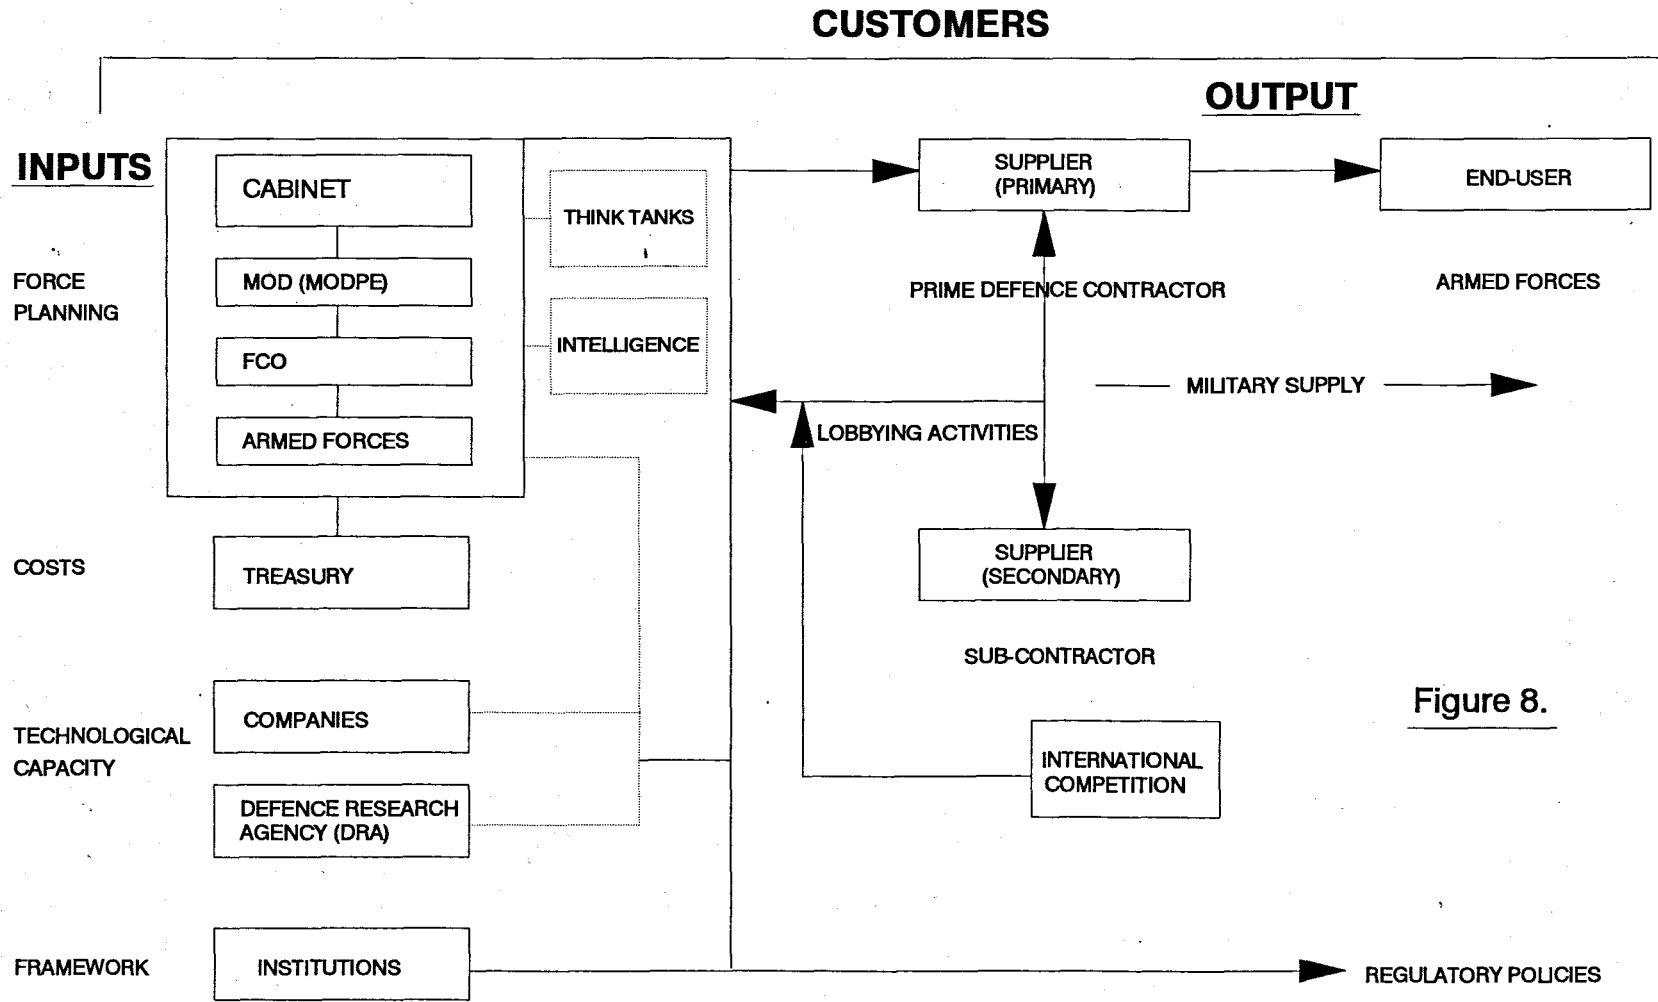 CUSTOMERS
OUTPUT
INPUTS
CABINET
THINK TANKS
SUPPLIER
(PRIMARY)
END-USER
FORCE
PLANNING
MOD (MODPE)
PRIME DEFENCE CONTRACTOR
ARMED FORCES
FCO
INTELLIGENCE
MILITARY SUPPLY
ARMED FORCES
LOBBYING ACTIVITIES
COSTS
TREASURY
SUPPLIER
(SECONDARY)
SUB-CONTRACTOR
Figure 8.
TECHNOLOGICAL
CAPACITY
COMPANIES
INTERNATIONAL
COMPETITION
DEFENCE RESEARCH
AGENCY (DRA)
FRAMEWORK
INSTITUTIONS
REGULATORY POLICIES